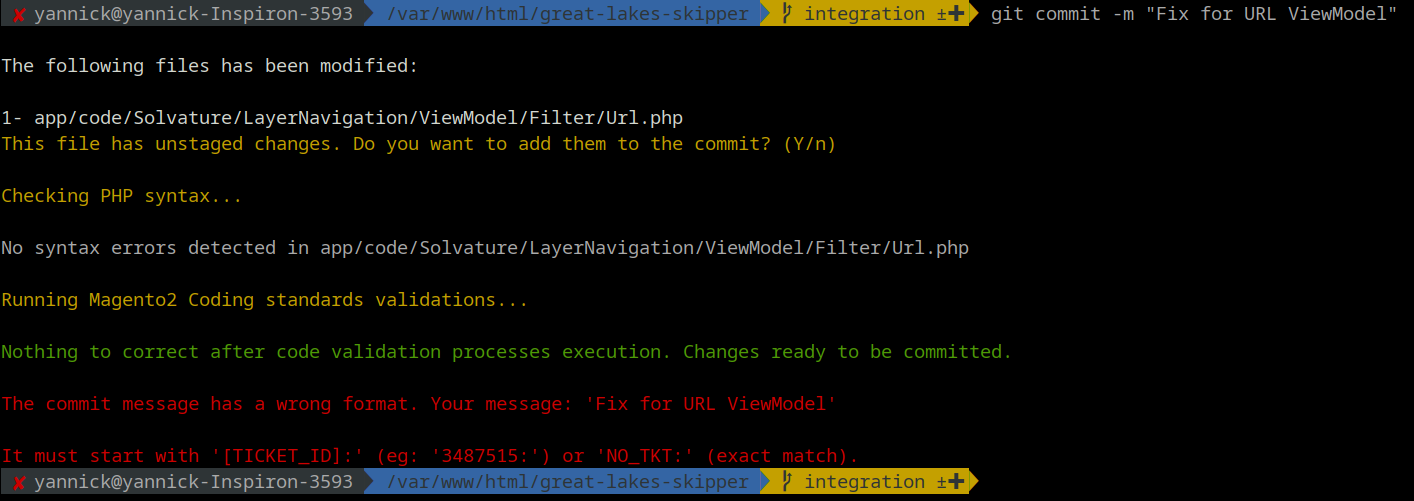 ✘ yannick@yannick-Inspiron-3593 /var/www/html/great-lakes-skipper integration ±✚ git commit -m "Fix for URL ViewModel"
The following files has been modified:
1- app/code/Solvature/LayerNavigation/ViewModel/Filter/Url.php
This file has unstaged changes. Do you want to add them to the commit? (Y/n)
Checking PHP syntax...
No syntax errors detected in app/code/Solvature/LayerNavigation/ViewModel/Filter/Url.php
Running Magento2 Coding standards validations...
Nothing to correct after code validation processes execution. Changes ready to be committed.
The commit message has a wrong format. Your message: 'Fix for URL ViewModel'
It must start with '[TICKET_ID]:' (eg: '3487515:') or 'NO_TKT:' (exact match).
✘ yannick@yannick-Inspiron-3593 /var/www/html/great-lakes-skipper integration ±✚